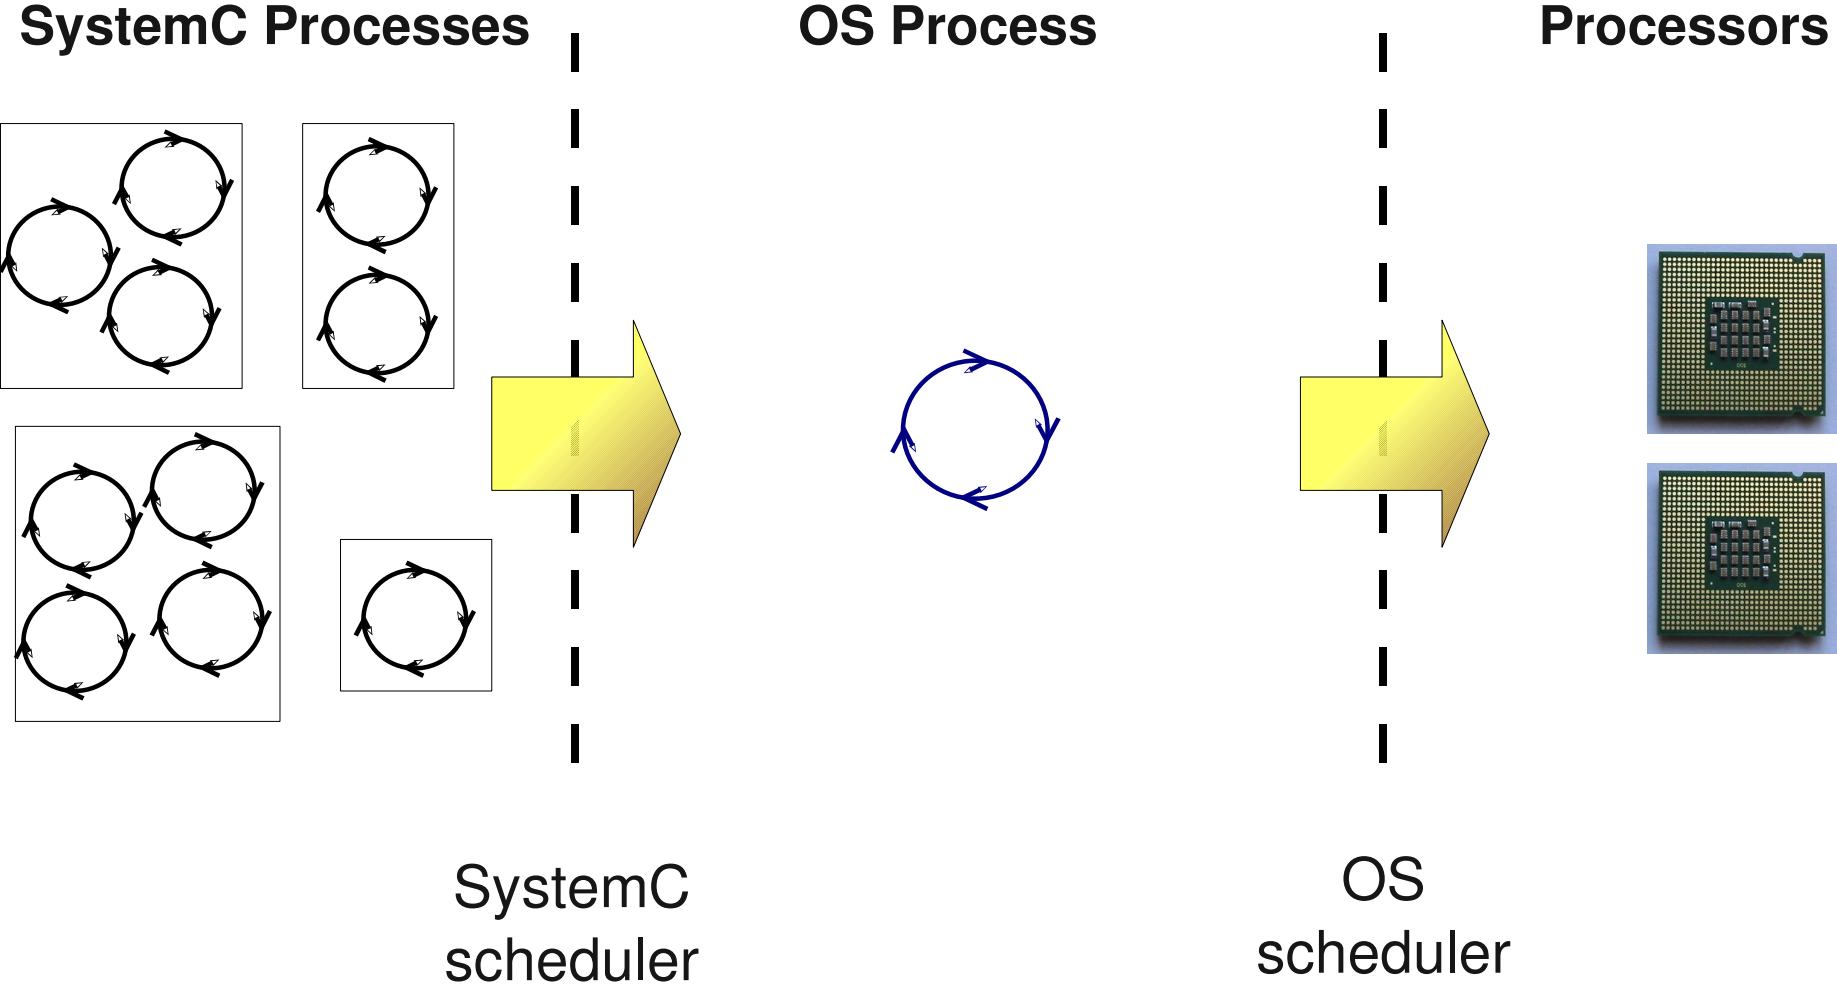 SystemC Processes
OS Process
Processors
SystemC
scheduler
OS
scheduler